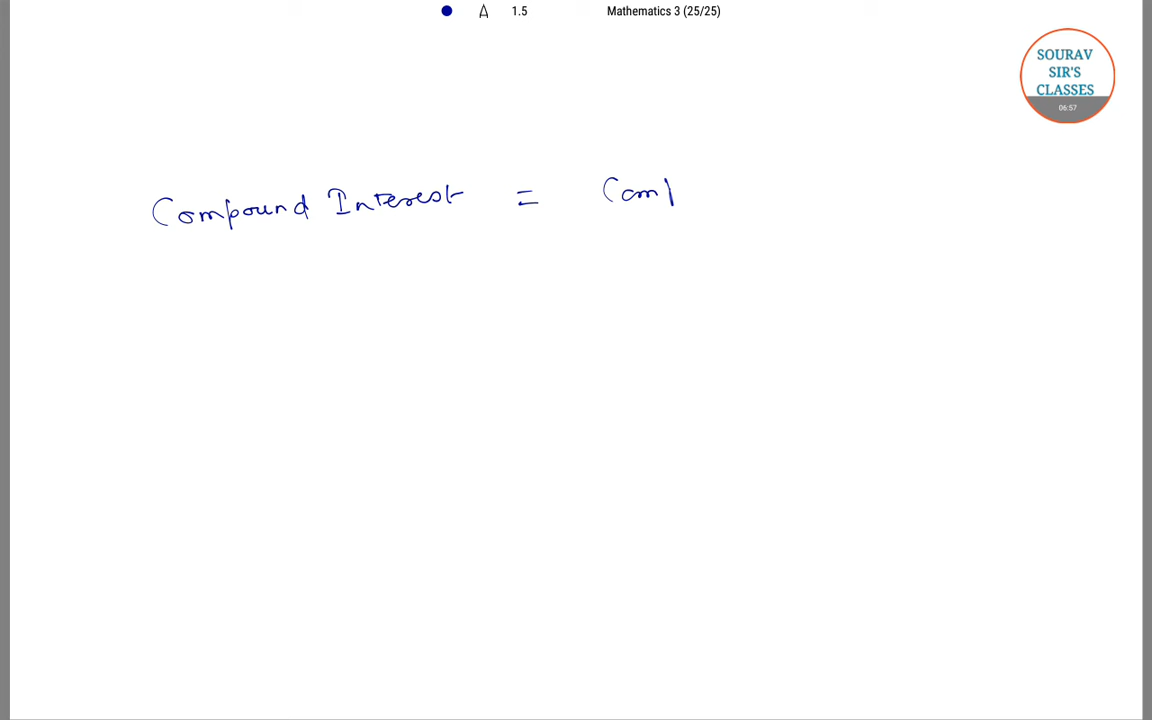 A 1.5 Mathematics 3 (25/25)
SOURAV
SIR'S
CLASSES
06:57
Compound Interest = Com